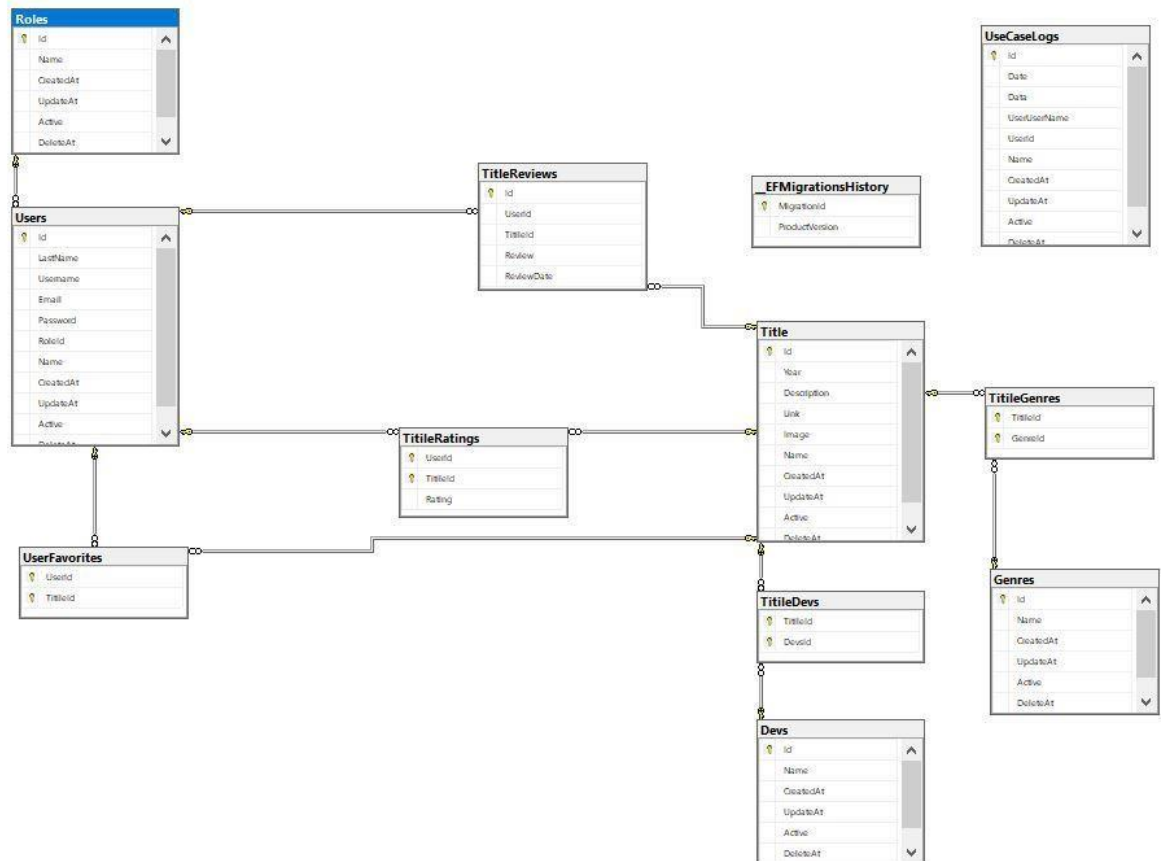 Roles
Id
Name
CreatedAt
UpdateAt
Active
DeleteAt
UseCaseLogs
Id
Date
Data
UserUserName
UserId
Name
CreatedAt
UpdateAt
Active
DeleteAt
TitleReviews
Id
UserId
TitileId
Review
ReviewDate
__EFMigrationsHistory
MigrationId
ProductVersion
Users
Id
LastName
Username
Email
Password
RoleId
Name
CreatedAt
UpdateAt
Active
DeleteAt
Title
Id
Year
Description
Link
Image
Name
CreatedAt
UpdateAt
Active
DeleteAt
TitileGenres
TitileId
GenreId
TitileRatings
UserId
TitileId
Rating
UserFavorites
UserId
TitileId
TitileDevs
TitileId
DevsId
Genres
Id
Name
CreatedAt
UpdateAt
Active
DeleteAt
Devs
Id
Name
CreatedAt
UpdateAt
Active
DeleteAt